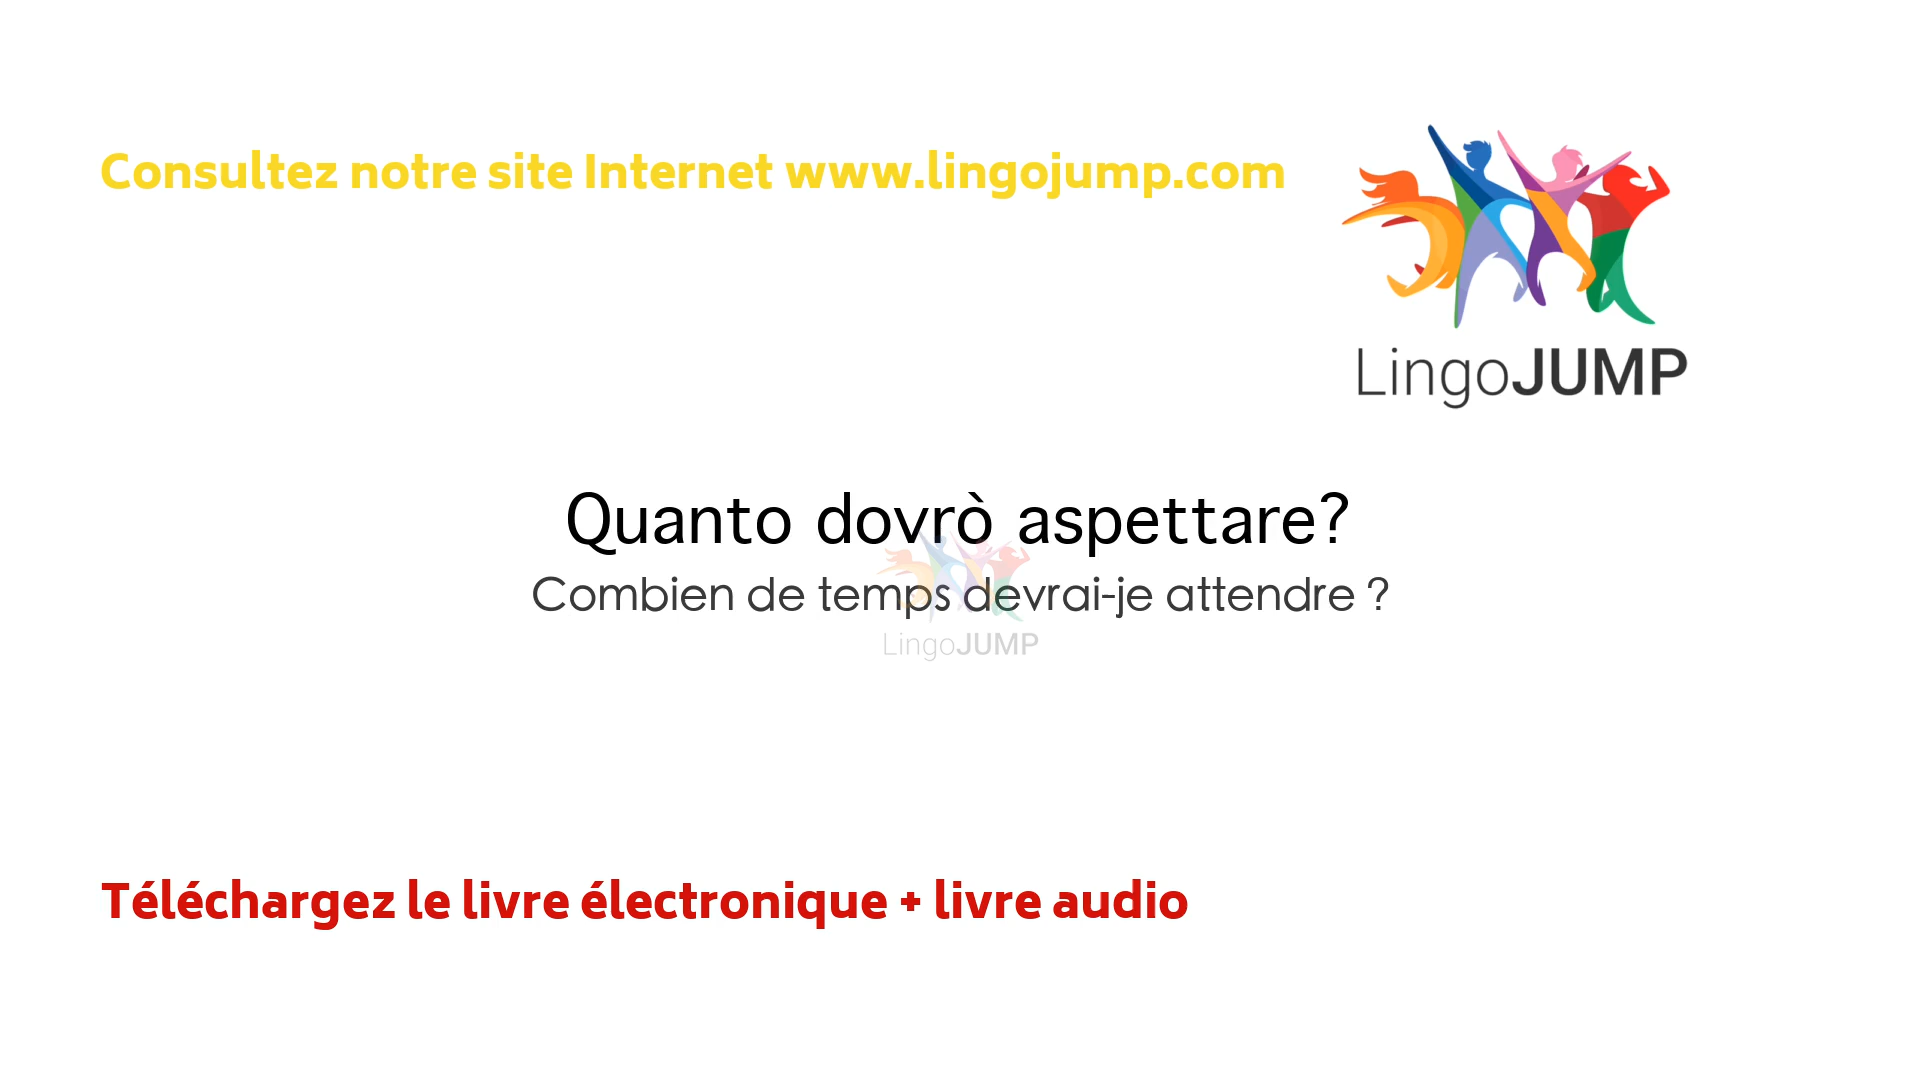 Consultez notre site Internet www.lingojump.com
LingoJUMP
Quanto dovrò aspettare?
Combien de temps devrai-je attendre ?
LingoJUMP
Téléchargez le livre électronique + livre audio